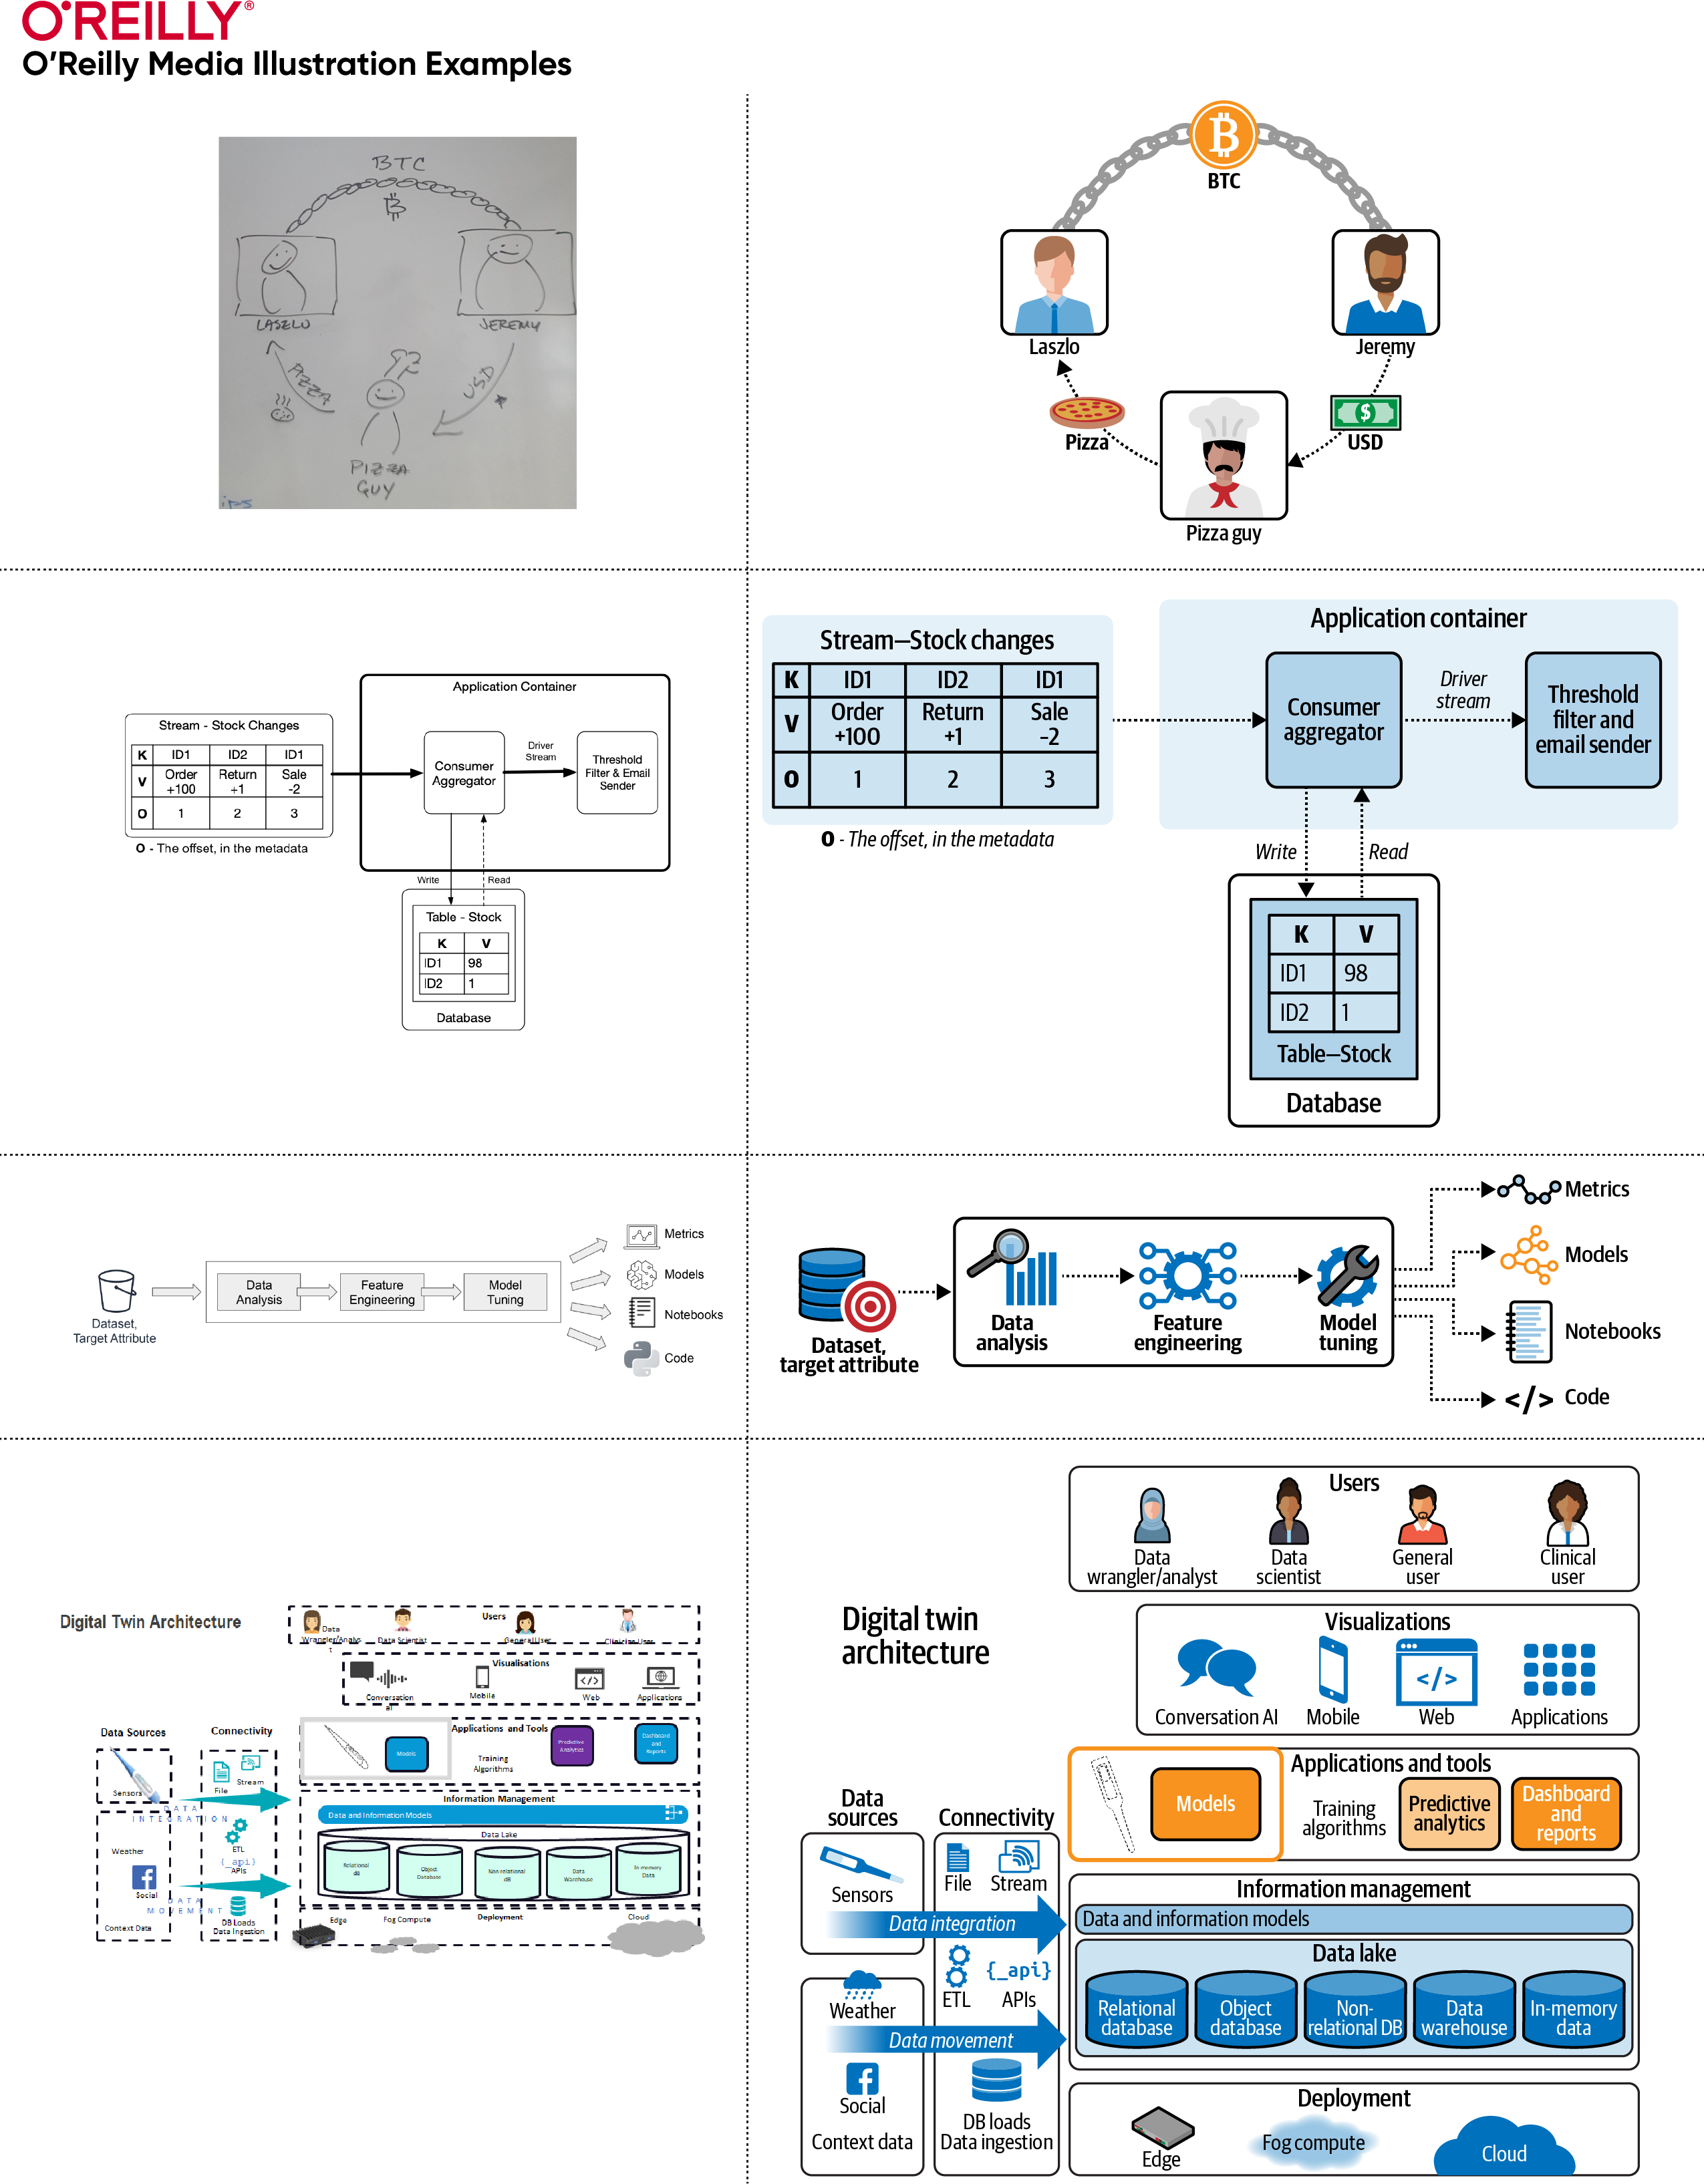 O'REILLY®
O'Reilly Media Illustration Examples
BTC
LASZLO
JEREMY
PIZZA
USD
PIZZA
GUY
ips
BTC
Laszlo
Jeremy
Pizza
USD
Pizza guy
Application Container
Stream - Stock Changes
K ID1 ID2 ID1
V Order +100 Return +1 Sale -2
O 1 2 3
O - The offset, in the metadata
Consumer
Aggregator
Driver
Stream
Threshold
Filter & Email
Sender
Write
Read
Table - Stock
K V
ID1 98
ID2 1
Database
Stream—Stock changes
K ID1 ID2 ID1
V Order +100 Return +1 Sale -2
O 1 2 3
O - The offset, in the metadata
Application container
Consumer
aggregator
Driver
stream
Threshold
filter and
email sender
Write
Read
K V
ID1 98
ID2 1
Table—Stock
Database
Dataset,
Target Attribute
Data
Analysis
Feature
Engineering
Model
Tuning
Metrics
Models
Notebooks
Code
Dataset,
target attribute
Data
analysis
Feature
engineering
Model
tuning
Metrics
Models
Notebooks
</> Code
Digital Twin Architecture
Users
Data
Wrangler/Analys
t
Data Scientist
General User
Clinician User
Visualisations
Conversation
aI
Mobile
</>
Web
Applications
Data Sources
Connectivity
Sensors
File
Stream
DATA
INTEGRATION
Weather
ETL
{_api}
APIs
Social
DATA
MOVEMENT
Context Data
DB Loads
Data Ingestion
Applications and Tools
Models
Training
Algorithms
Predictive
Analytics
Dashboard
and
Reports
Information Management
Data and Information Models
Data Lake
Relational
dB
Object
Database
Non-relational
dB
Data
Warehouse
In-memory
Data
Edge
Fog Compute
Deployment
Cloud
Digital twin
architecture
Users
Data
wrangler/analyst
Data
scientist
General
user
Clinical
user
Visualizations
</>
Conversation AI
Mobile
Web
Applications
Applications and tools
Models
Training
algorithms
Predictive
analytics
Dashboard
and
reports
Data
sources
Connectivity
Sensors
File
Stream
Data integration
Weather
ETL
{_api}
APIs
Data movement
Social
Context data
DB loads
Data ingestion
Information management
Data and information models
Data lake
Relational
database
Object
database
Non-
relational DB
Data
warehouse
In-memory
data
Deployment
Edge
Fog compute
Cloud